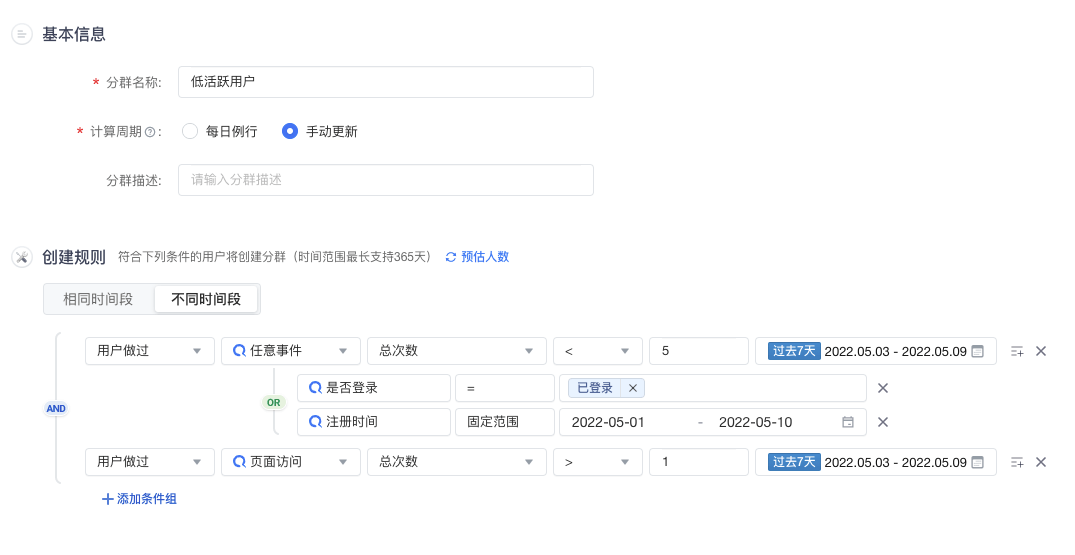 基本信息
* 分群名称: 低活跃用户
* 计算周期?: 每日例行 手动更新
分群描述: 请输入分群描述
创建规则 符合下列条件的用户将创建分群（时间范围最长支持365天） 预估人数
相同时间段 不同时间段
用户做过 任意事件 总次数 < 5 过去7天 2022.05.03 - 2022.05.09
是否登录 = 已登录
AND OR
注册时间 固定范围 2022-05-01 - 2022-05-10
用户做过 页面访问 总次数 > 1 过去7天 2022.05.03 - 2022.05.09
添加条件组